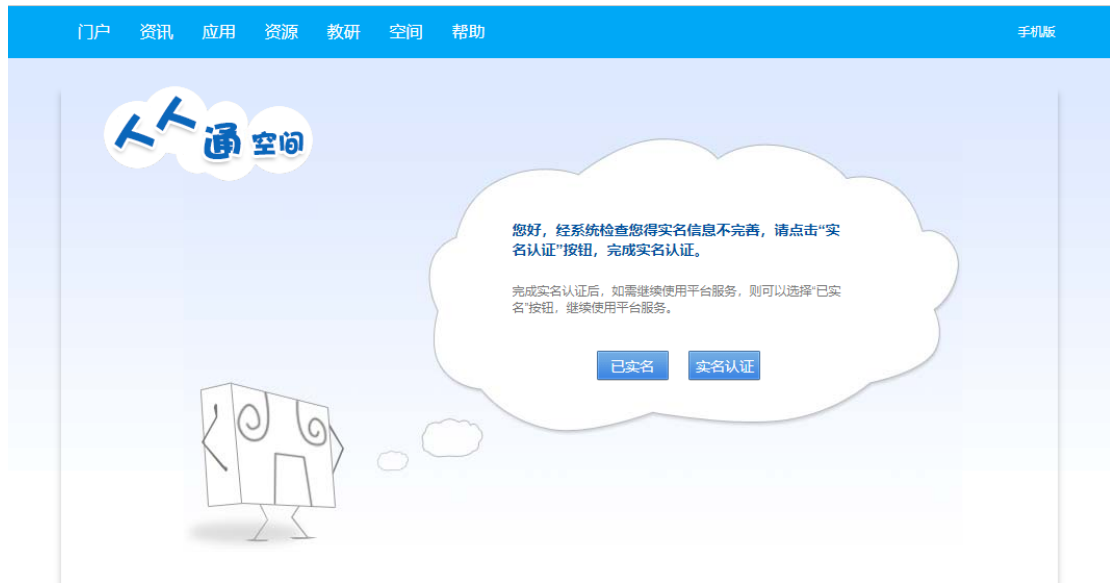 门户 资讯 应用 资源 教研 空间 帮助 手机版
人人通空间
您好，经系统检查您得实名信息不完善，请点击“实
名认证”按钮，完成实名认证。
完成实名认证后，如需继续使用平台服务，则可以选择“已实
名”按钮，继续使用平台服务。
已实名 实名认证